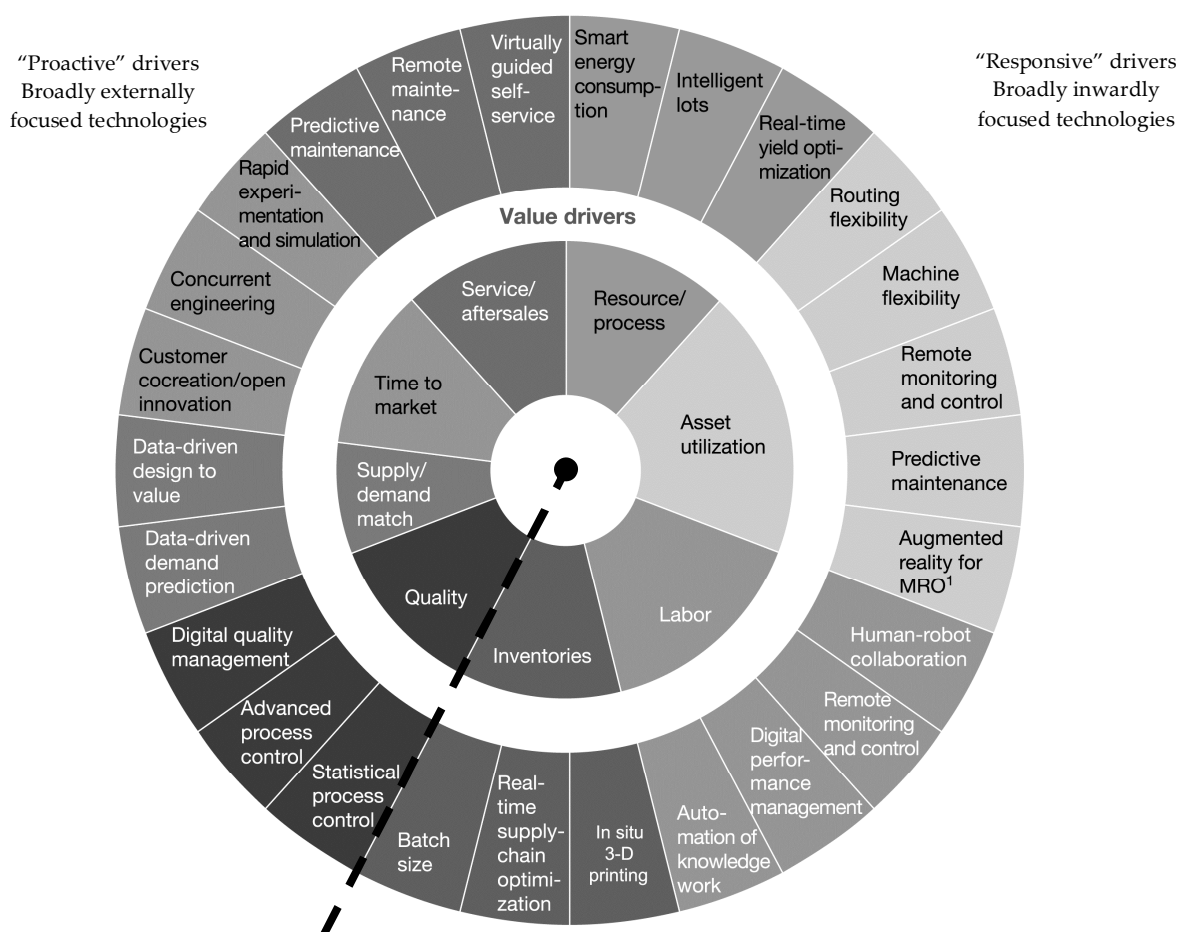 “Proactive” drivers
Broadly externally
focused technologies
“Responsive” drivers
Broadly inwardly
focused technologies
Virtually
guided
self-
service
Smart
energy
consump-
tion
Intelligent
lots
Real-time
yield opti-
mization
Routing
flexibility
Machine
flexibility
Remote
monitoring
and control
Predictive
maintenance
Augmented
reality for
MRO¹
Human-robot
collaboration
Remote
monitoring
and control
Digital
perfor-
mance
management
Auto-
mation of
knowledge
work
In situ
3-D
printing
Real-
time
supply-
chain
optimi-
zation
Batch
size
Statistical
process
control
Advanced
process
control
Digital quality
management
Data-driven
demand
prediction
Data-driven
design to
value
Customer
cocreation/open
innovation
Concurrent
engineering
Rapid
experi-
mentation
and simulation
Predictive
maintenance
Remote
mainte-
nance
Value drivers
Service/
aftersales
Resource/
process
Asset
utilization
Labor
Inventories
Quality
Supply/
demand
match
Time to
market